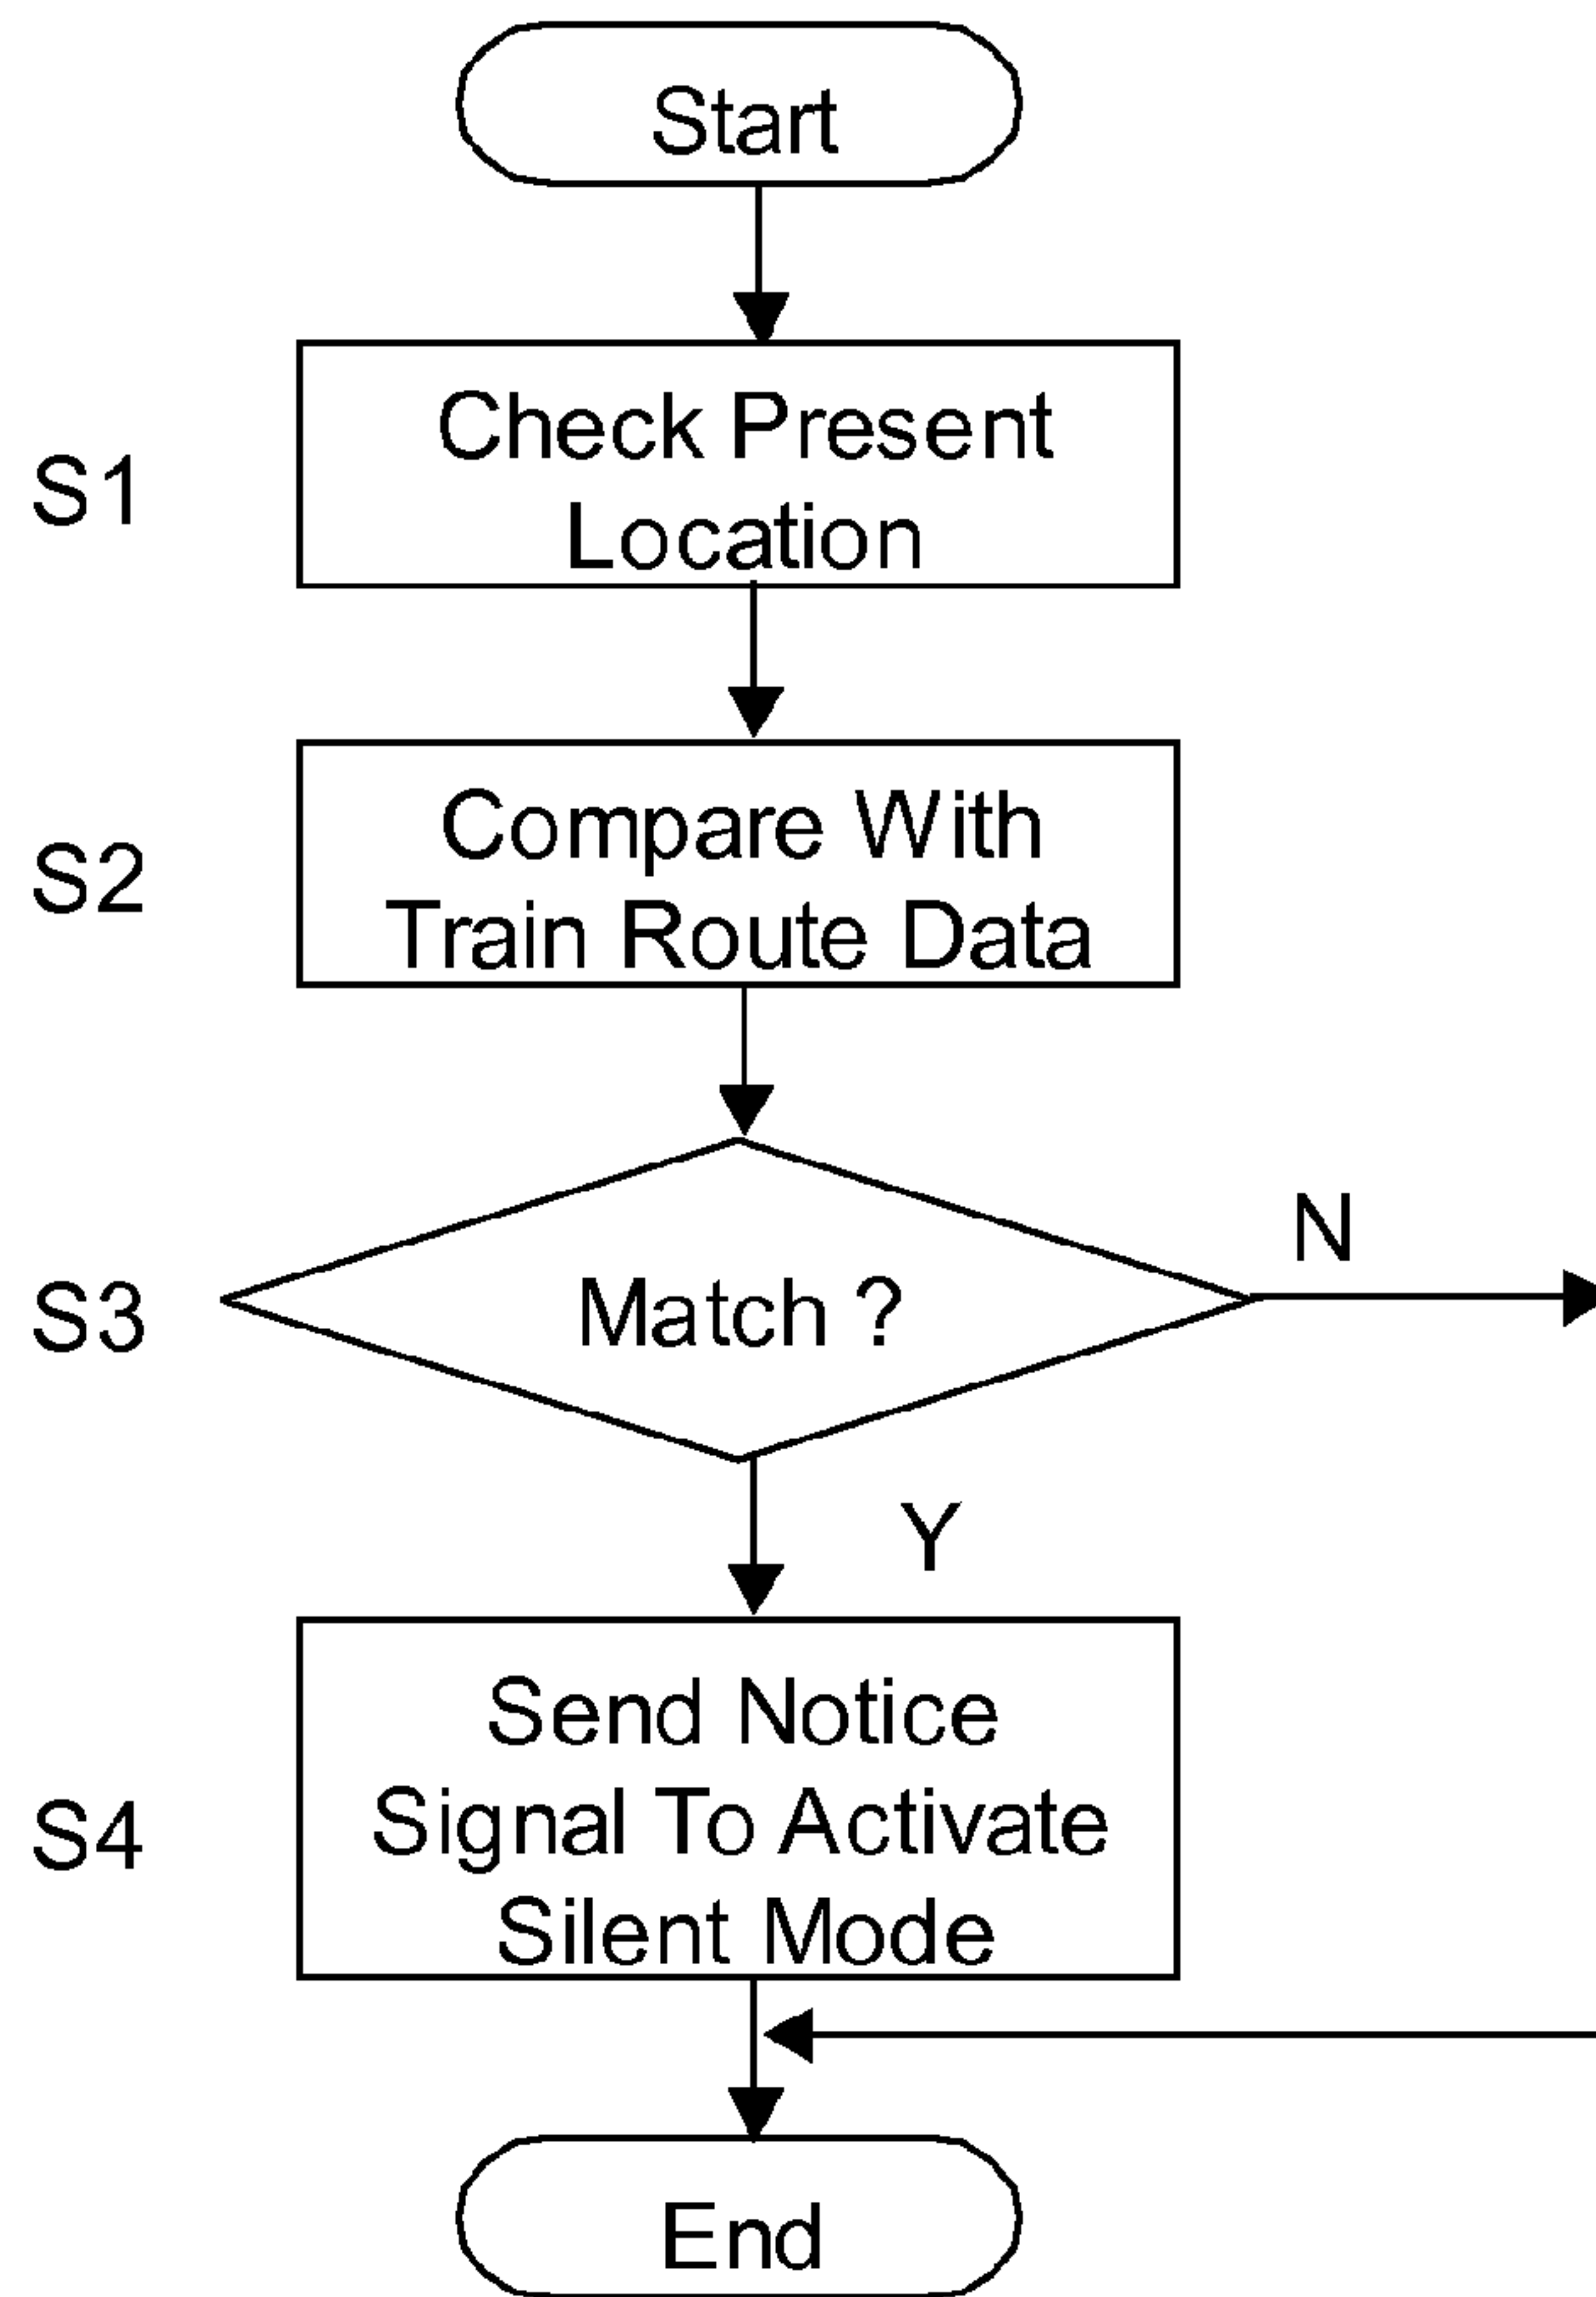 Start
S1
Check Present
Location
S2
Compare With
Train Route Data
S3
Match ?
N
Y
S4
Send Notice
Signal To Activate
Silent Mode
End